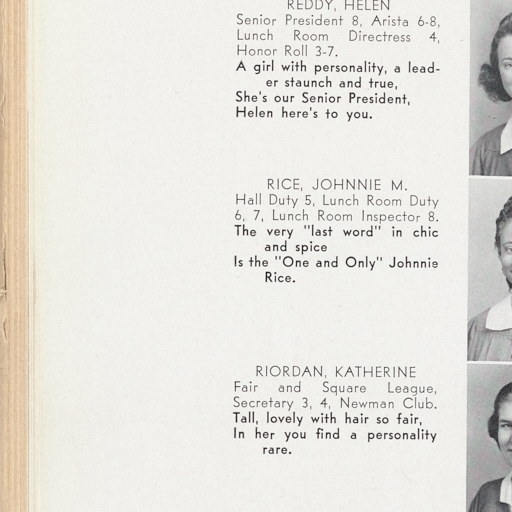 REDDY, HELEN
Senior President 8, Arista 6-8,
Lunch Room Directress 4,
Honor Roll 3-7.
A girl with personality, a lead-
er staunch and true,
She's our Senior President,
Helen here's to you.
RICE, JOHNNIE M.
Hall Duty 5, Lunch Room Duty
6, 7, Lunch Room Inspector 8.
The very "last word" in chic
and spice
Is the "One and Only" Johnnie
Rice.
RIORDAN, KATHERINE
Fair and Square League,
Secretary 3, 4, Newman Club.
Tall, lovely with hair so fair,
In her you find a personality
rare.